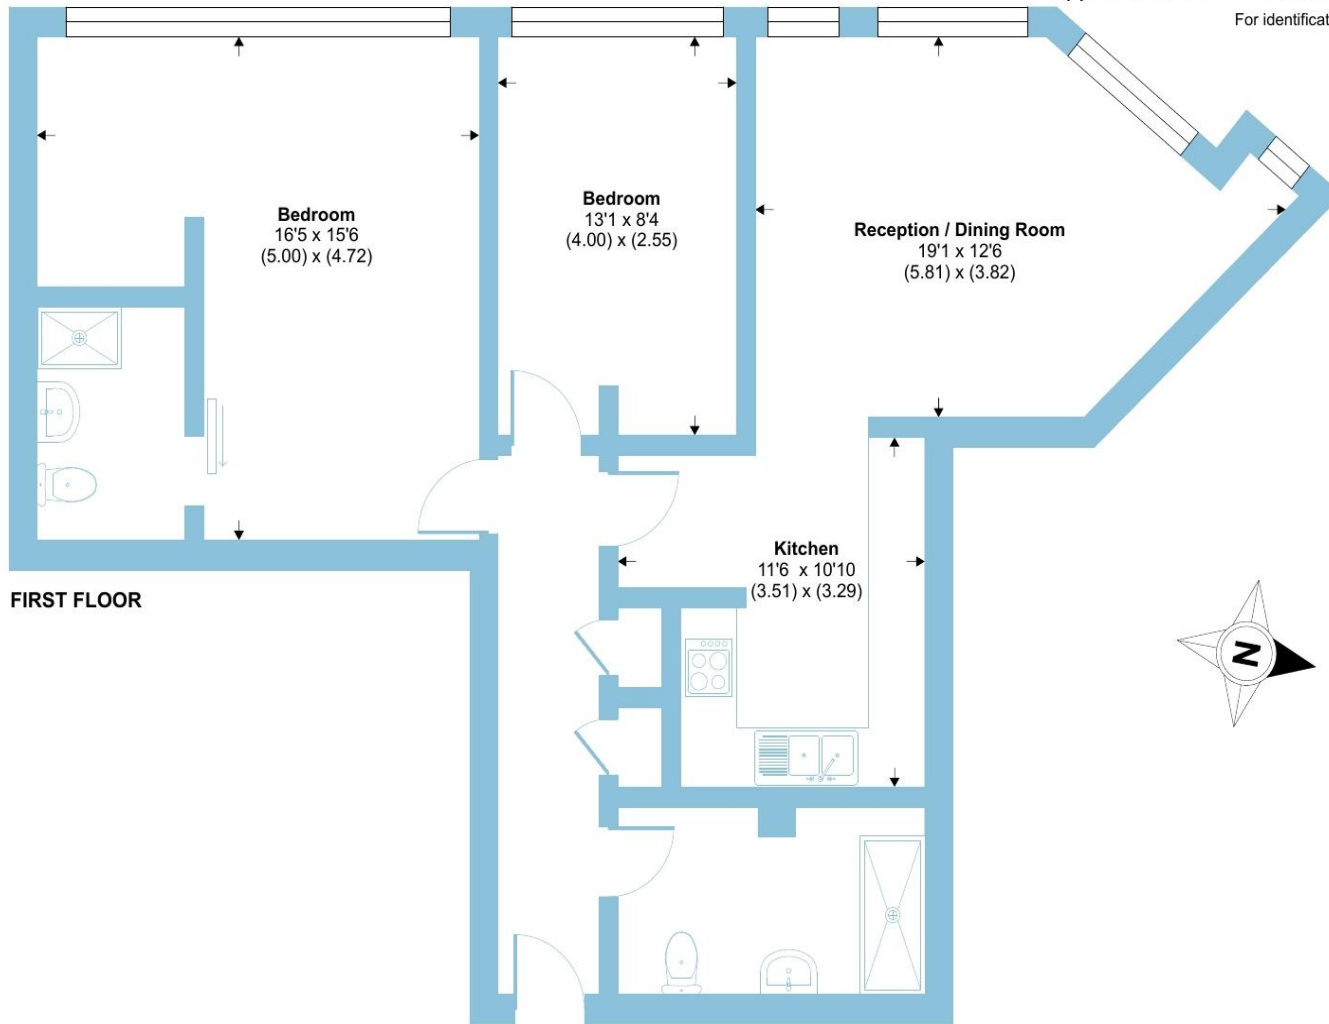 For identificat
Bedroom
16'5 x 15'6
(5.00) x (4.72)
Bedroom
13'1 x 8'4
(4.00) x (2.55)
Reception / Dining Room
19'1 x 12'6
(5.81) x (3.82)
Kitchen
11'6 x 10'10
(3.51) x (3.29)
FIRST FLOOR
N